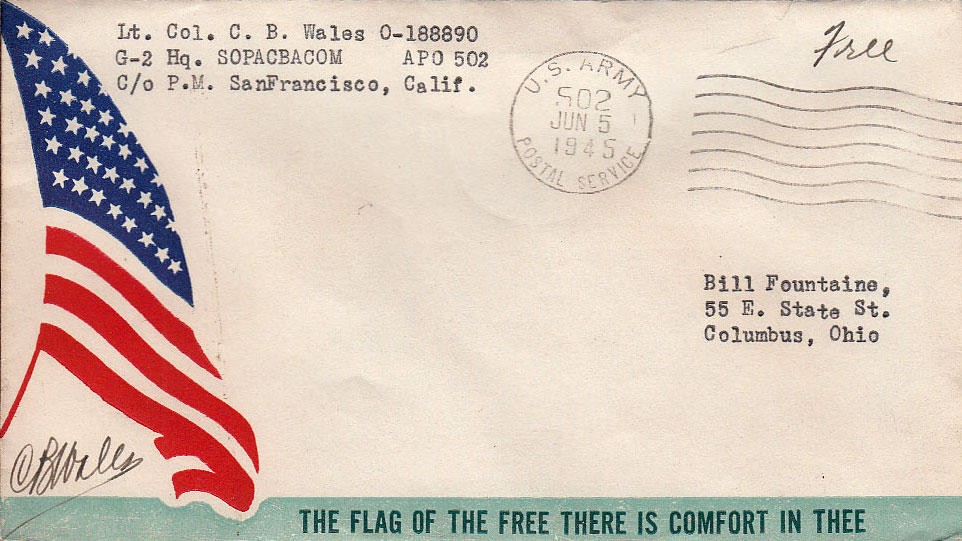 Lt. Col. C. B. Wales O-188890
G-2 Hq. SOPACBACOM APO 502
C/o P.M. SanFrancisco, Calif.
Free
U.S. ARMY
502
JUN 5
1945
POSTAL SERVICE
Bill Fountaine,
55 E. State St.
Columbus, Ohio
CBWales
THE FLAG OF THE FREE THERE IS COMFORT IN THEE